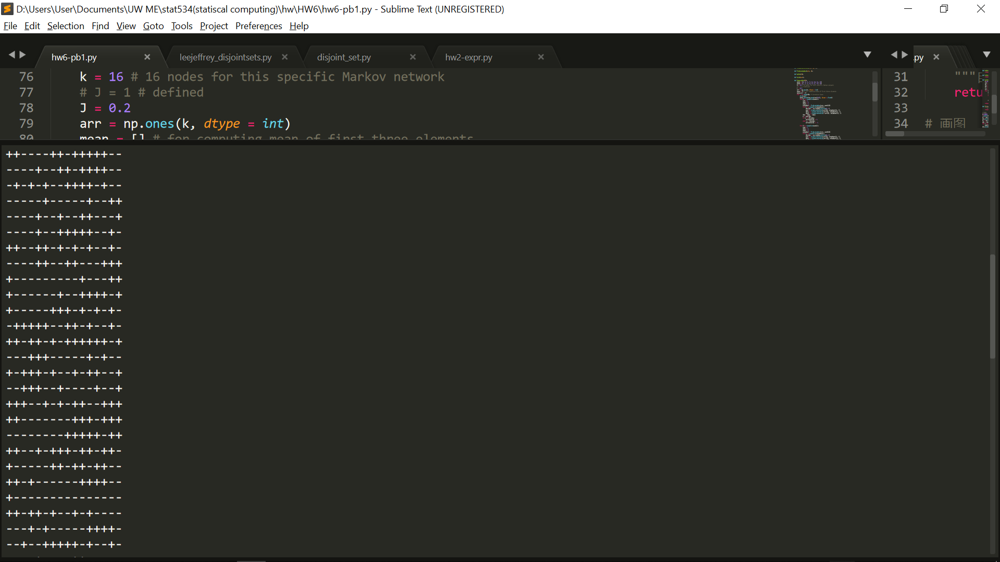 D:\Users\User\Documents\UW ME\stat534(statiscal computing)\hw\HW6\hw6-pb1.py - Sublime Text (UNREGISTERED)
File Edit Selection Find View Goto Tools Project Preferences Help
hw6-pb1.py × leejeffrey_disjointsets.py × disjoint_set.py × hw2-expr.py × .py ×
76 k = 16 # 16 nodes for this specific Markov network
77 # J = 1 # defined
78 J = 0.2
79 arr = np.ones(k, dtype = int)
80 mean = [] # for computing mean of first three elements
31 """
32 retu
33
34 # 画图
++----++-+++++--
----+--++-++++--
-+-+-+--++++-+--
-----+-----+--++
----+--+--++---+
----+--+++++--+-
++--++-+-+-+--+-
----++--++---+++
+---------+---++
+------+--++++-+
+-----+++-+-+-+-
-+++++--++-+--+-
++-++-++-++++++-+
---+++-----+-+--
+-+++-+--+-++--+
--+++--+----+--+
+++--+-+-++--+++
++-------+++-+++
--------+++++-++
++--+-+++-++-++-
+-----++-++-++--
++-+------++++--
+---------------
++-++-+--+-+----
---+-+-----++++-
--+--+++++-+--+-